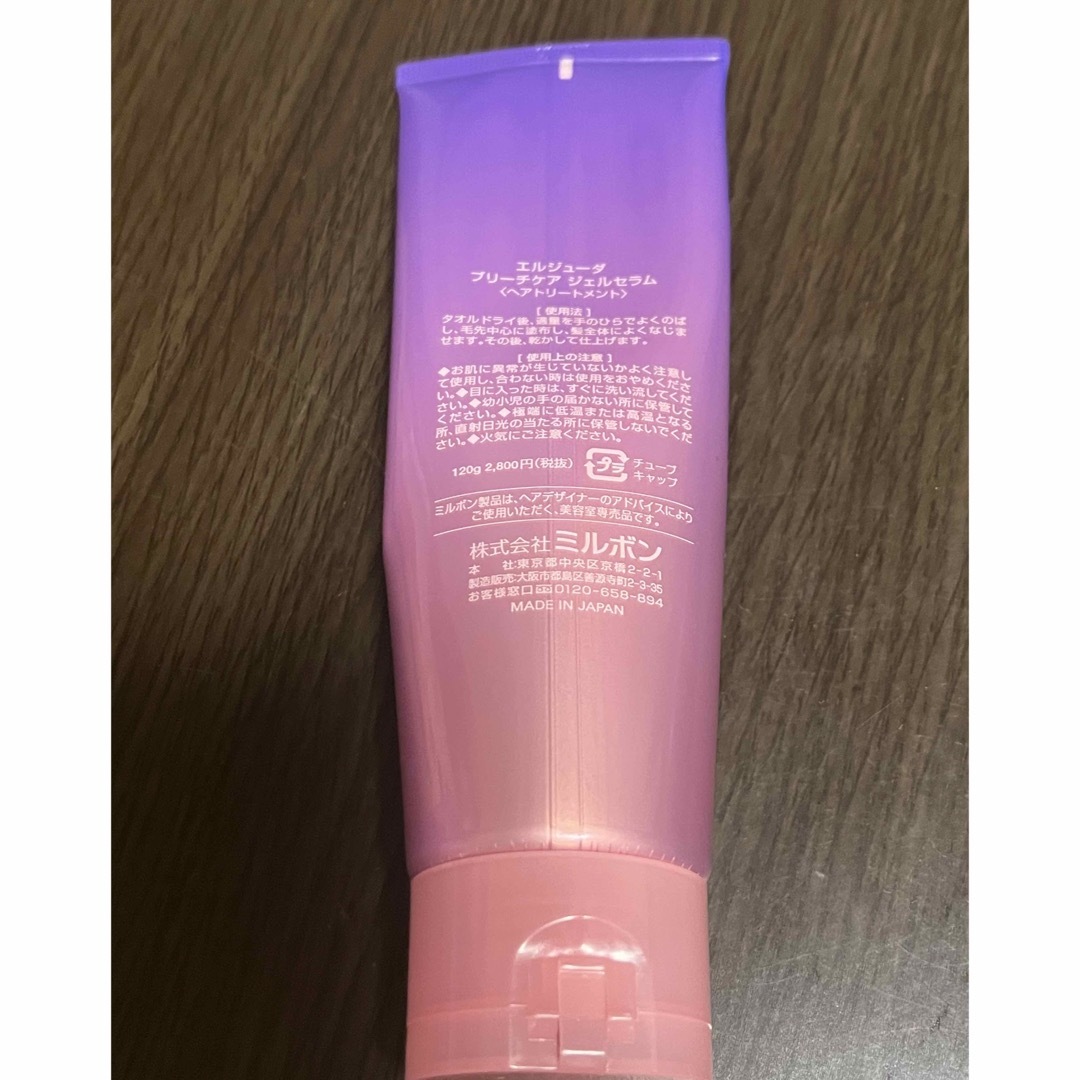 エルジューダ
ブリーチケア ジェルセラム
〈ヘアトリートメント〉
[ 使用法 ]
タオルドライ後、適量を手のひらでよくのば
し、毛先中心に塗布し、髪全体によくなじま
せます。その後、乾かして仕上げます。
[ 使用上の注意 ]
◆お肌に異常が生じていないかよく注意し
て使用し、合わない時は使用をおやめくださ
い。◆目に入った時は、すぐに洗い流してくだ
さい。◆幼小児の手の届かない所に保管して
ください。◆極端に低温または高温となる
所、直射日光の当たる所に保管しないでくだ
さい。◆火気にご注意ください。
120g 2,800円(税抜) プラ チューブ
キャップ
ミルボン製品は、ヘアデザイナーのアドバイスにより
ご使用いただく、美容室専売品です。
株式会社 ミルボン
本 社:東京都中央区京橋2-2-1
製造販売:大阪市都島区善源寺町2-3-35
お客様窓口 0120-658-894
MADE IN JAPAN